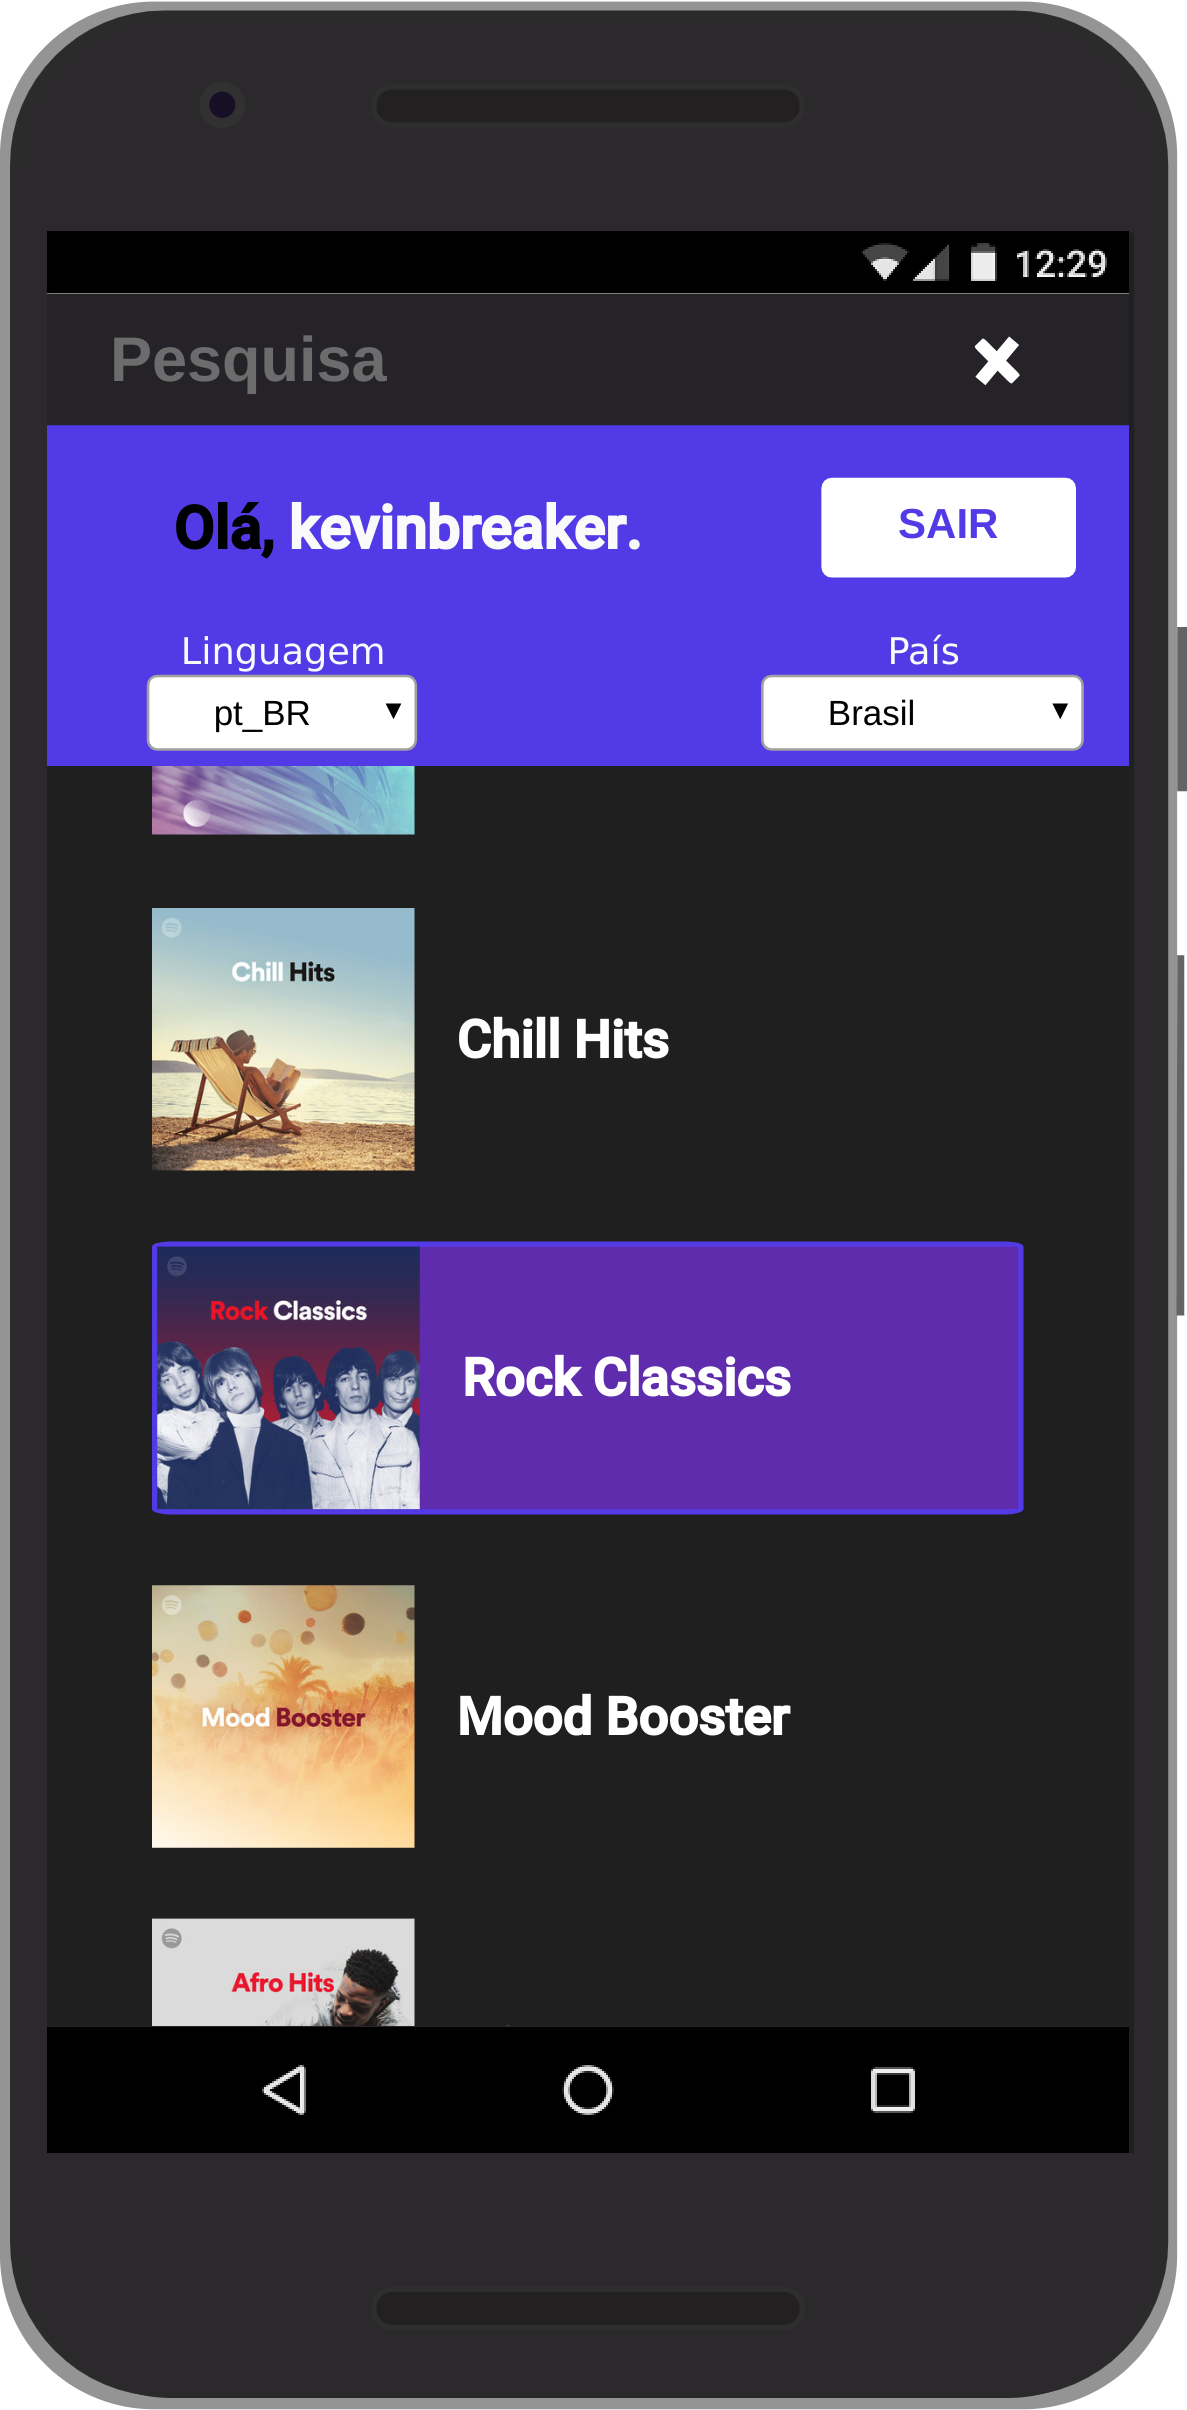 12:29
Pesquisa
Olá, kevinbreaker.
SAIR
Linguagem
País
pt_BR
Brasil
Chill Hits
Chill Hits
Rock Classics
Rock Classics
Mood Booster
Mood Booster
Afro Hits